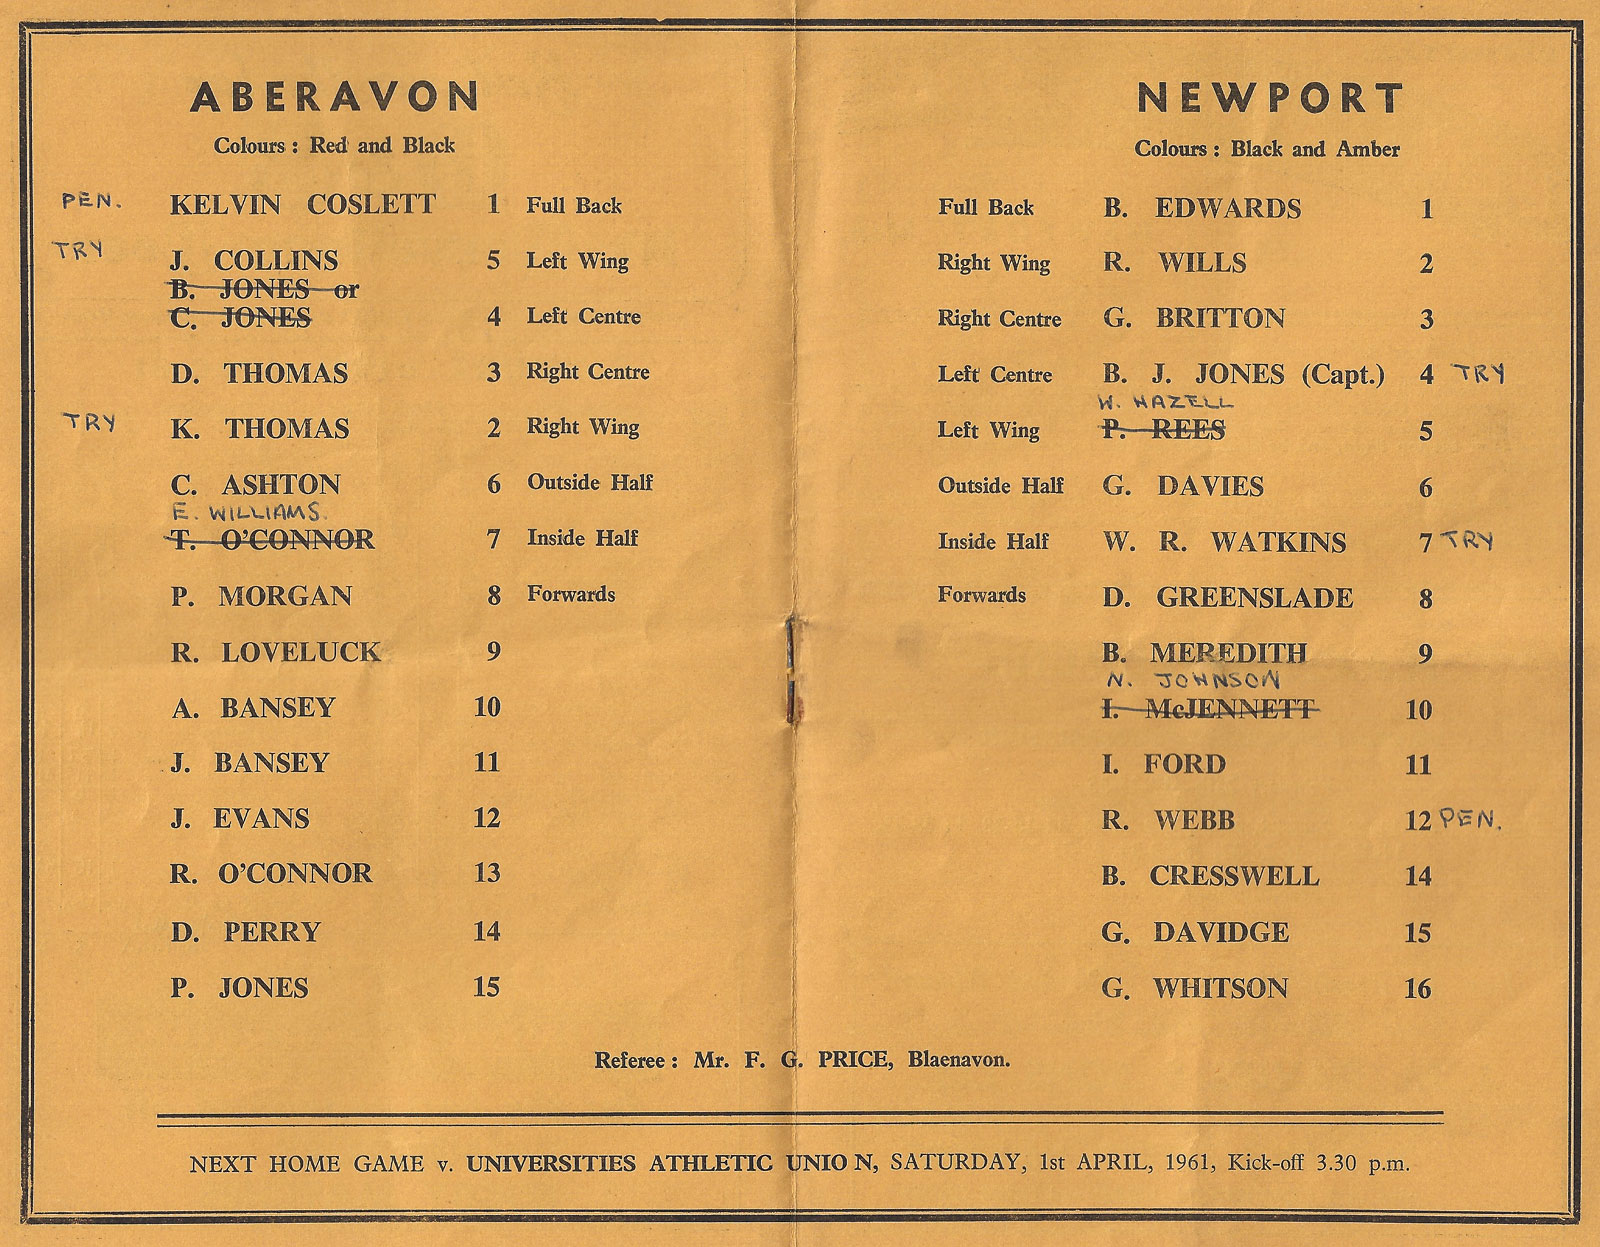 ABERAVON
Colours : Red and Black
PEN. KELVIN COSLETT 1 Full Back
TRY J. COLLINS 5 Left Wing
B. JONES or
C. JONES 4 Left Centre
D. THOMAS 3 Right Centre
TRY K. THOMAS 2 Right Wing
C. ASHTON 6 Outside Half
E. WILLIAMS.
T. O'CONNOR 7 Inside Half
P. MORGAN 8 Forwards
R. LOVELUCK 9
A. BANSEY 10
J. BANSEY 11
J. EVANS 12
R. O'CONNOR 13
D. PERRY 14
P. JONES 15
NEWPORT
Colours : Black and Amber
Full Back B. EDWARDS 1
Right Wing R. WILLS 2
Right Centre G. BRITTON 3
Left Centre B. J. JONES (Capt.) 4 TRY
W. HAZELL
Left Wing P. REES 5
Outside Half G. DAVIES 6
Inside Half W. R. WATKINS 7 TRY
Forwards D. GREENSLADE 8
B. MEREDITH 9
N. JOHNSON
I. McJENNETT 10
I. FORD 11
R. WEBB 12 PEN.
B. CRESSWELL 14
G. DAVIDGE 15
G. WHITSON 16
Referee : Mr. F. G. PRICE, Blaenavon.
NEXT HOME GAME v. UNIVERSITIES ATHLETIC UNION, SATURDAY, 1st APRIL, 1961, Kick-off 3.30 p.m.